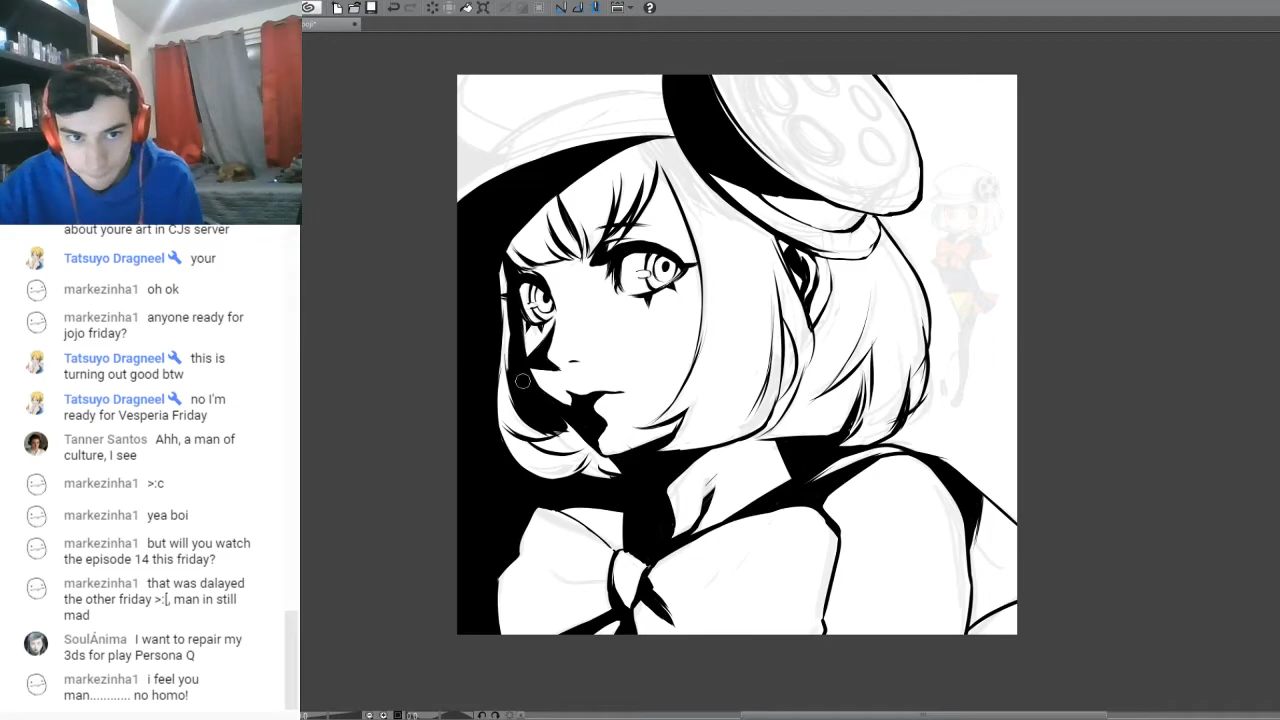 about youre art in CJs server
Tatsuyo Dragneel your
markezinha1 oh ok
markezinha1 anyone ready for
jojo friday?
Tatsuyo Dragneel this is
turning out good btw
Tatsuyo Dragneel no I'm
ready for Vesperia Friday
Tanner Santos Ahh, a man of
culture, I see
markezinha1 >:c
markezinha1 yea boi
markezinha1 but will you watch
the episode 14 this friday?
markezinha1 that was dalayed
the other friday >:[, man in still
mad
SoulÁnima I want to repair my
3ds for play Persona Q
markezinha1 i feel you
man............ no homo!